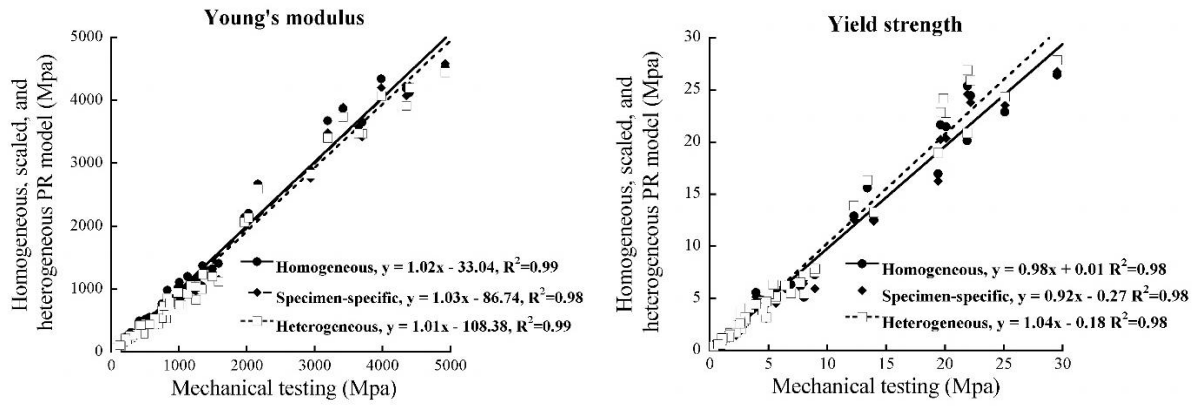 Young's modulus
Homogeneous, scaled, and
heterogeneous PR model (Mpa)
5000
4000
3000
2000
1000
0
Homogeneous, y = 1.02x - 33.04, R²=0.99
Specimen-specific, y = 1.03x - 86.74, R²=0.98
Heterogeneous, y = 1.01x - 108.38, R²=0.99
0 1000 2000 3000 4000 5000
Mechanical testing (Mpa)
Yield strength
Homogeneous, scaled, and
heterogeneous PR model (Mpa)
30
25
20
15
10
5
0
Homogeneous, y = 0.98x + 0.01 R²=0.98
Specimen-specific, y = 0.92x - 0.27 R²=0.98
Heterogeneous, y = 1.04x - 0.18 R²=0.98
0 5 10 15 20 25 30
Mechanical testing (Mpa)